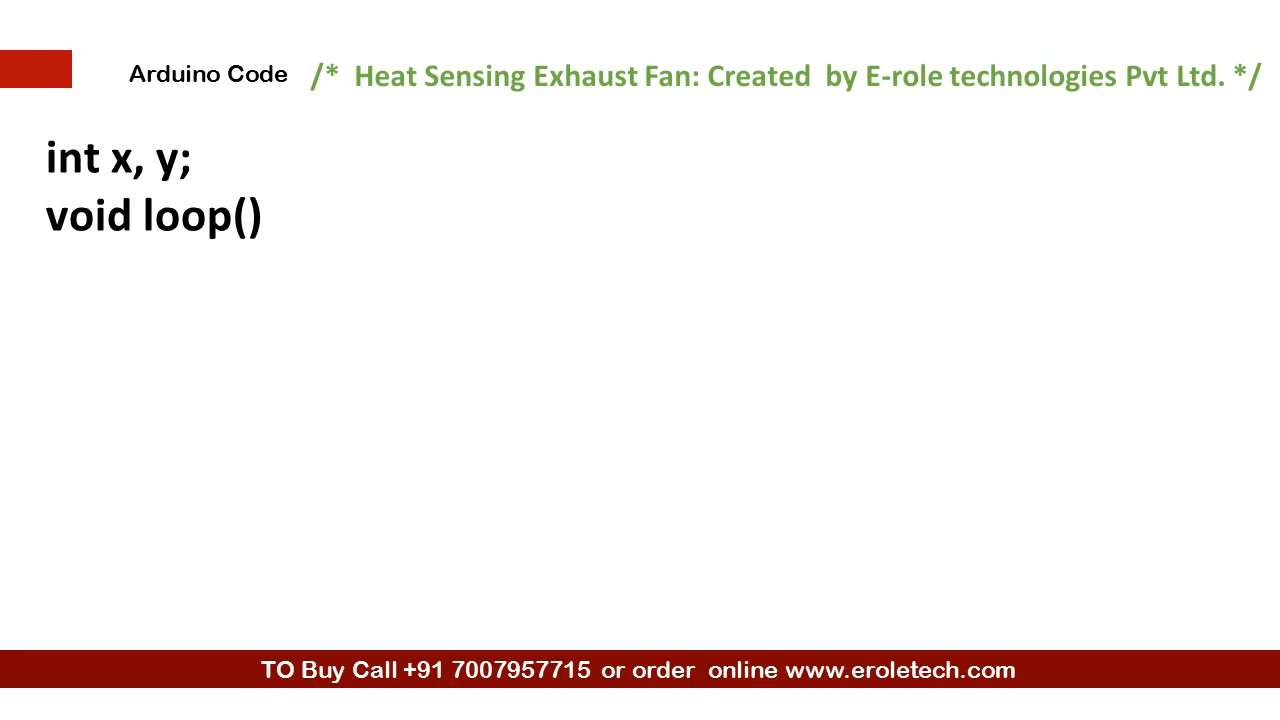 Arduino Code /* Heat Sensing Exhaust Fan: Created by E-role technologies Pvt Ltd. */
int x, y;
void loop()
TO Buy Call +91 7007957715 or order online www.eroletech.com